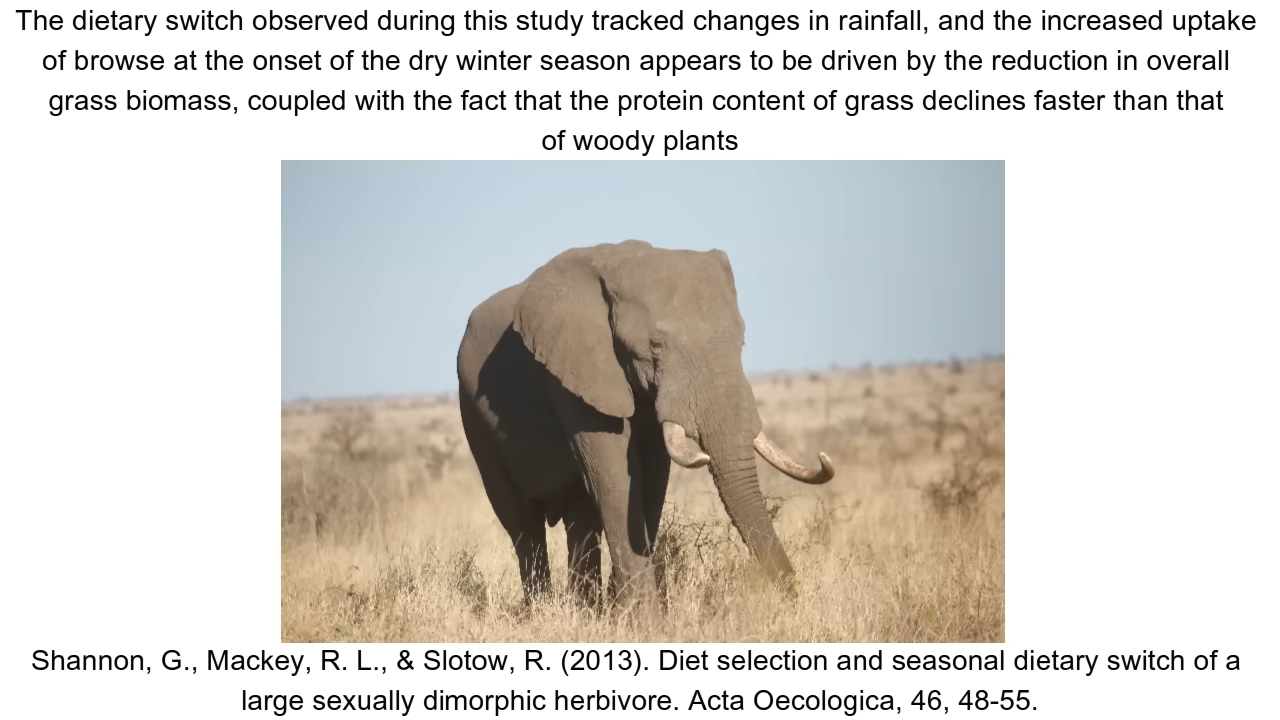 The dietary switch observed during this study tracked changes in rainfall, and the increased uptake
of browse at the onset of the dry winter season appears to be driven by the reduction in overall
grass biomass, coupled with the fact that the protein content of grass declines faster than that
of woody plants
Shannon, G., Mackey, R. L., & Slotow, R. (2013). Diet selection and seasonal dietary switch of a
large sexually dimorphic herbivore. Acta Oecologica, 46, 48-55.